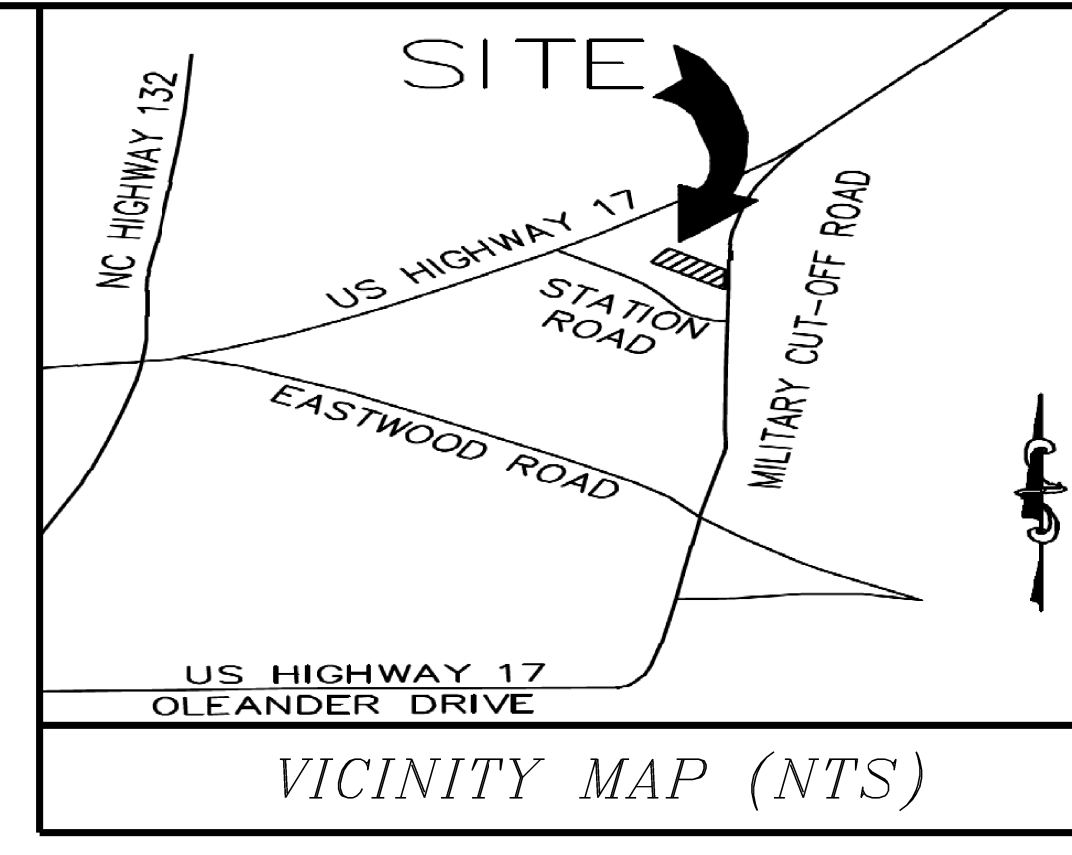 SITE
NC HIGHWAY 132
US HIGHWAY 17
STATION
ROAD
MILITARY CUT-OFF ROAD
EASTWOOD ROAD
US HIGHWAY 17
OLEANDER DRIVE
VICINITY MAP (NTS)